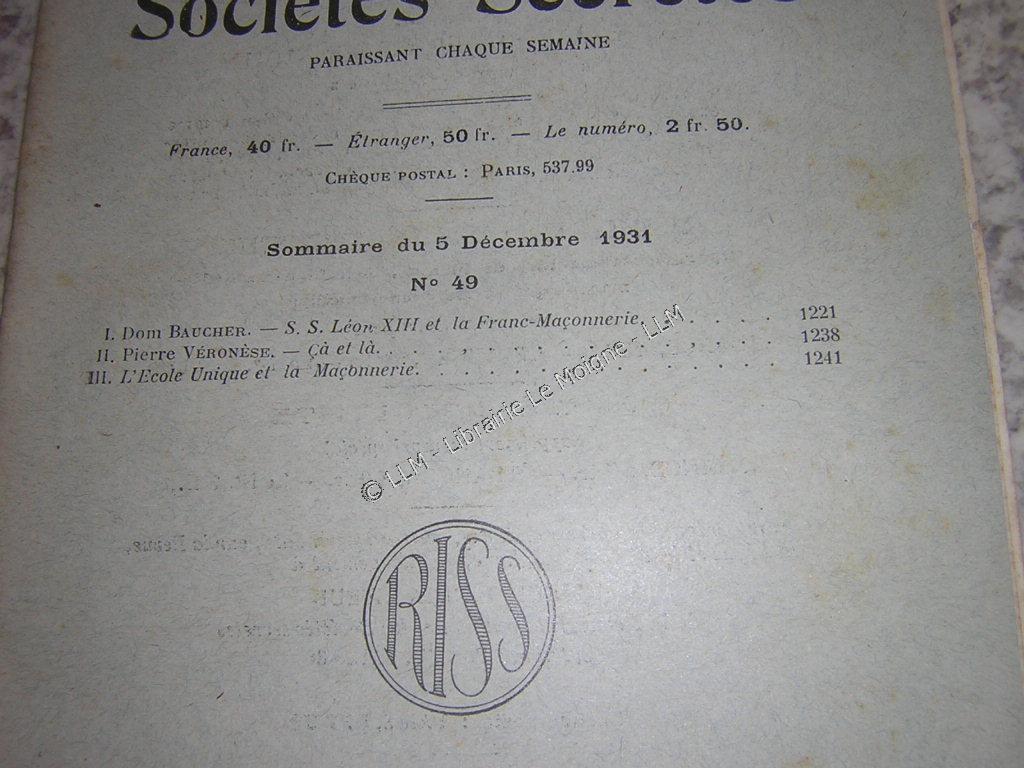 Sociétés Secrètes
PARAISSANT CHAQUE SEMAINE
France, 40 fr. — Étranger, 50 fr. — Le numéro, 2 fr. 50.
CHÈQUE POSTAL : PARIS, 537.99
Sommaire du 5 Décembre 1931
N° 49
I. Dom BAUCHER. — S. S. Léon XIII et la Franc-Maçonnerie. . . . . . . 1221
II. Pierre VÉRONÈSE. — Çà et là. . . . . . . . . . . . . . . . 1238
III. L'Ecole Unique et la Maçonnerie. . . . . . . . . . . . . . . 1241
© LLM - Librairie Le Moigne - LLM
RISS